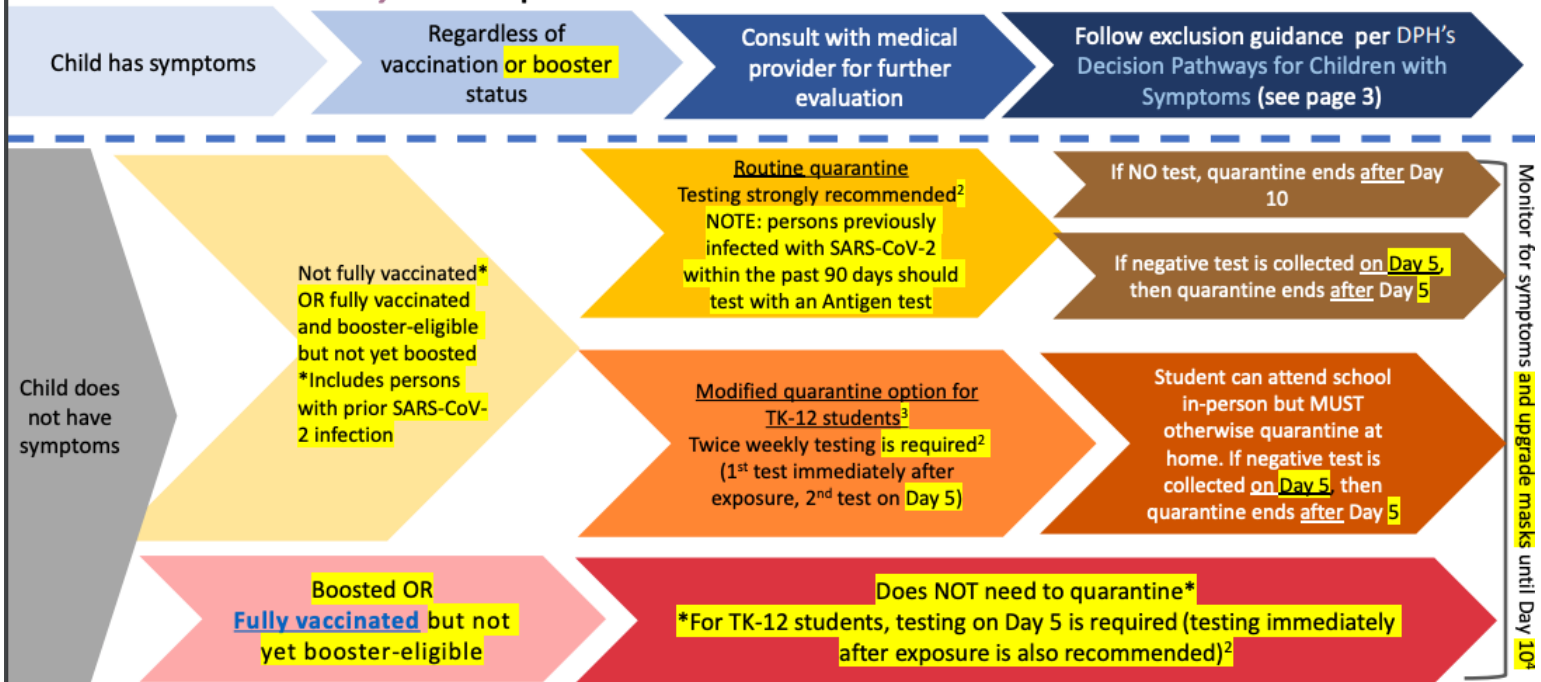 Child has symptoms
Regardless of
vaccination or booster
status
Consult with medical
provider for further
evaluation
Follow exclusion guidance per DPH's
Decision Pathways for Children with
Symptoms (see page 3)
Child does
not have
symptoms
Not fully vaccinated*
OR fully vaccinated
and booster-eligible
but not yet boosted
*Includes persons
with prior SARS-CoV-
2 infection
Routine quarantine
Testing strongly recommended²
NOTE: persons previously
infected with SARS-CoV-2
within the past 90 days should
test with an Antigen test
If NO test, quarantine ends after Day
10
If negative test is collected on Day 5,
then quarantine ends after Day 5
Modified quarantine option for
TK-12 students³
Twice weekly testing is required²
(1st test immediately after
exposure, 2nd test on Day 5)
Student can attend school
in-person but MUST
otherwise quarantine at
home. If negative test is
collected on Day 5, then
quarantine ends after Day 5
Boosted OR
Fully vaccinated but not
yet booster-eligible
Does NOT need to quarantine*
*For TK-12 students, testing on Day 5 is required (testing immediately
after exposure is also recommended)²
Monitor for symptoms and upgrade masks until Day 10⁴